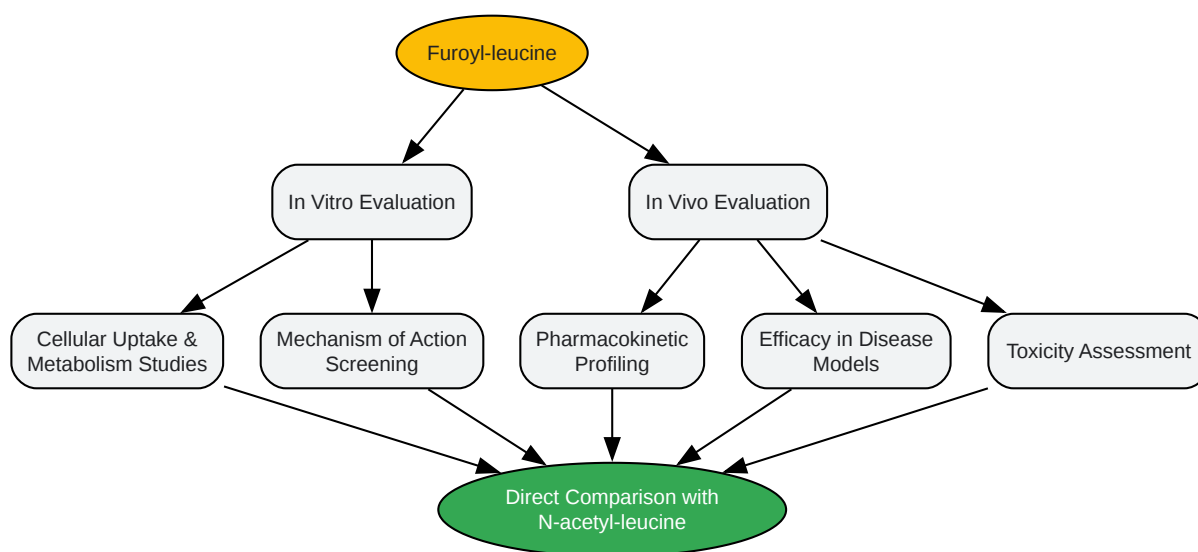 Furoyl-leucine
In Vitro Evaluation
In Vivo Evaluation
Cellular Uptake &
Metabolism Studies
Mechanism of Action
Screening
Pharmacokinetic
Profiling
Efficacy in Disease
Models
Toxicity Assessment
Direct Comparison with
N-acetyl-leucine